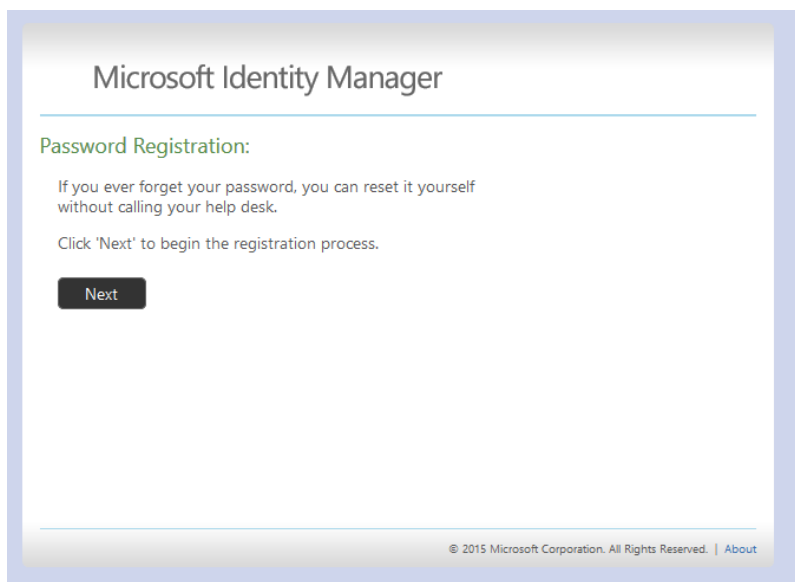 Microsoft Identity Manager
Password Registration:
If you ever forget your password, you can reset it yourself
without calling your help desk.
Click 'Next' to begin the registration process.
Next
© 2015 Microsoft Corporation. All Rights Reserved. | About